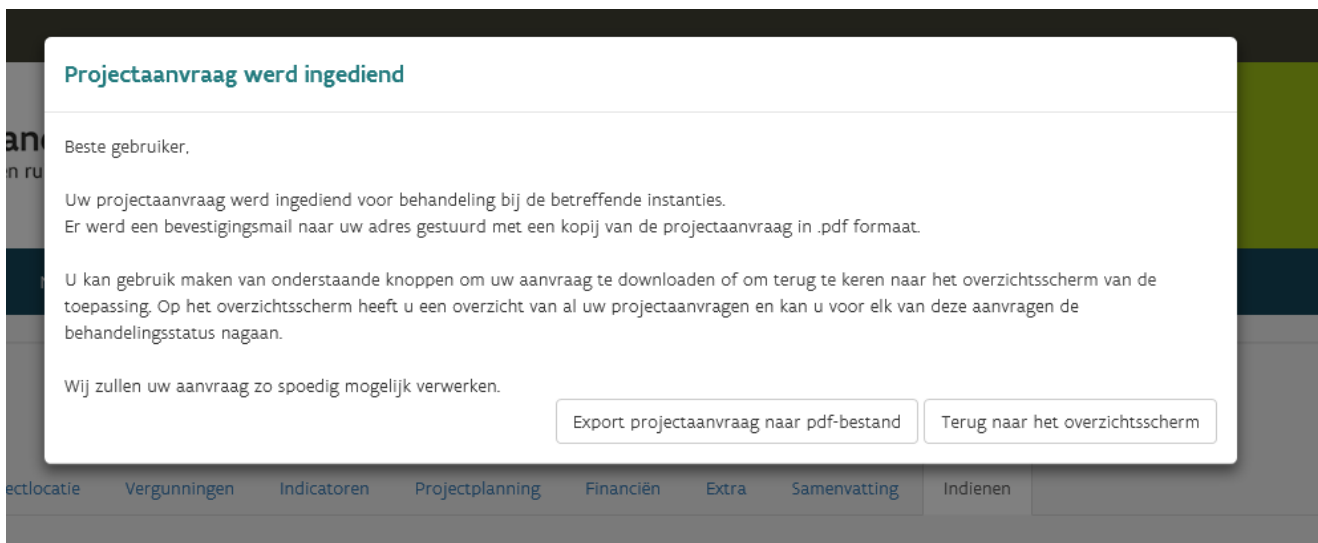 Projectaanvraag werd ingediend
Beste gebruiker,
Uw projectaanvraag werd ingediend voor behandeling bij de betreffende instanties.
Er werd een bevestigingsmail naar uw adres gestuurd met een kopij van de projectaanvraag in .pdf formaat.
U kan gebruik maken van onderstaande knoppen om uw aanvraag te downloaden of om terug te keren naar het overzichtsscherm van de
toepassing. Op het overzichtsscherm heeft u een overzicht van al uw projectaanvragen en kan u voor elk van deze aanvragen de
behandelingsstatus nagaan.
Wij zullen uw aanvraag zo spoedig mogelijk verwerken.
Export projectaanvraag naar pdf-bestand Terug naar het overzichtsscherm
ectlocatie Vergunningen Indicatoren Projectplanning Financiën Extra Samenvatting Indienen